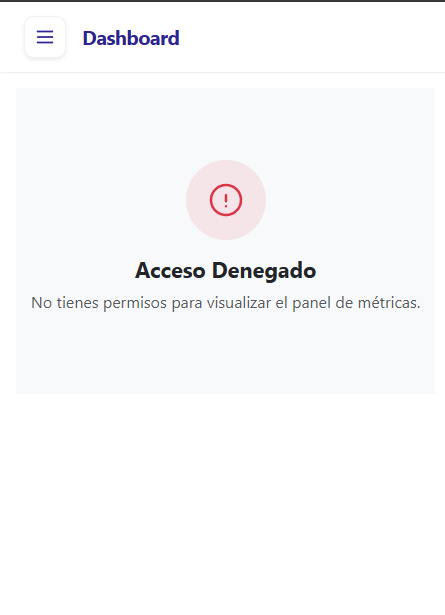 Dashboard
Acceso Denegado
No tienes permisos para visualizar el panel de métricas.